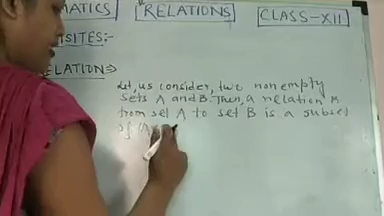 MATICS
RELATIONS
CLASS-XII
ISITES:-
RELATION⇒
Let, us consider, two non empty
sets A and B. Then, a relation R
from set A to set B is a subset
of (A